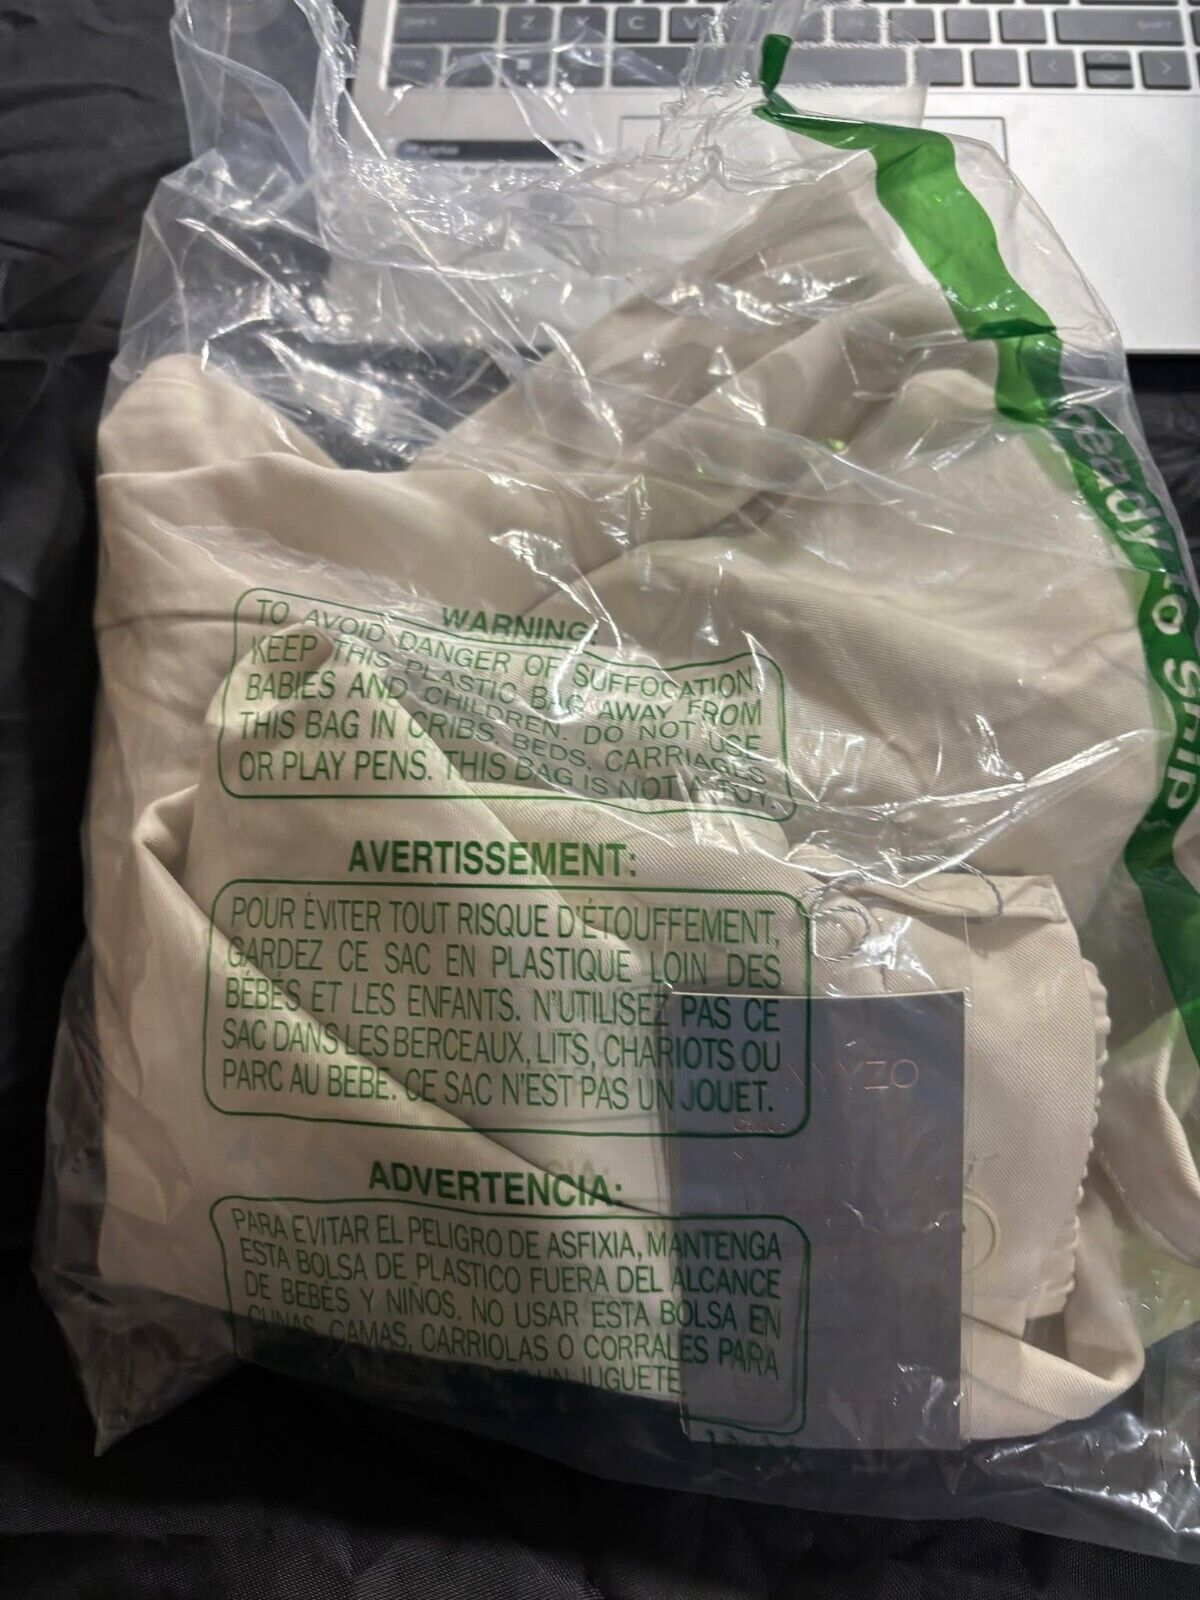 SHIFT
Z
X
C
V
N
SHIFT
Ready to Ship
WARNING:
TO AVOID DANGER OF SUFFOCATION,
KEEP THIS PLASTIC BAG AWAY FROM
BABIES AND CHILDREN. DO NOT USE
THIS BAG IN CRIBS, BEDS, CARRIAGES
OR PLAY PENS. THIS BAG IS NOT A TOY.
AVERTISSEMENT:
POUR ÉVITER TOUT RISQUE D'ÉTOUFFEMENT,
GARDEZ CE SAC EN PLASTIQUE LOIN DES
BÉBÉS ET LES ENFANTS. N'UTILISEZ PAS CE
SAC DANS LES BERCEAUX, LITS, CHARIOTS OU
PARC AU BEBE. CE SAC N'EST PAS UN JOUET.
ADVERTENCIA:
PARA EVITAR EL PELIGRO DE ASFIXIA, MANTENGA
ESTA BOLSA DE PLASTICO FUERA DEL ALCANCE
DE BEBÉS Y NIÑOS. NO USAR ESTA BOLSA EN
CUNAS, CAMAS, CARRIOLAS O CORRALES PARA
UN JUGUETE.